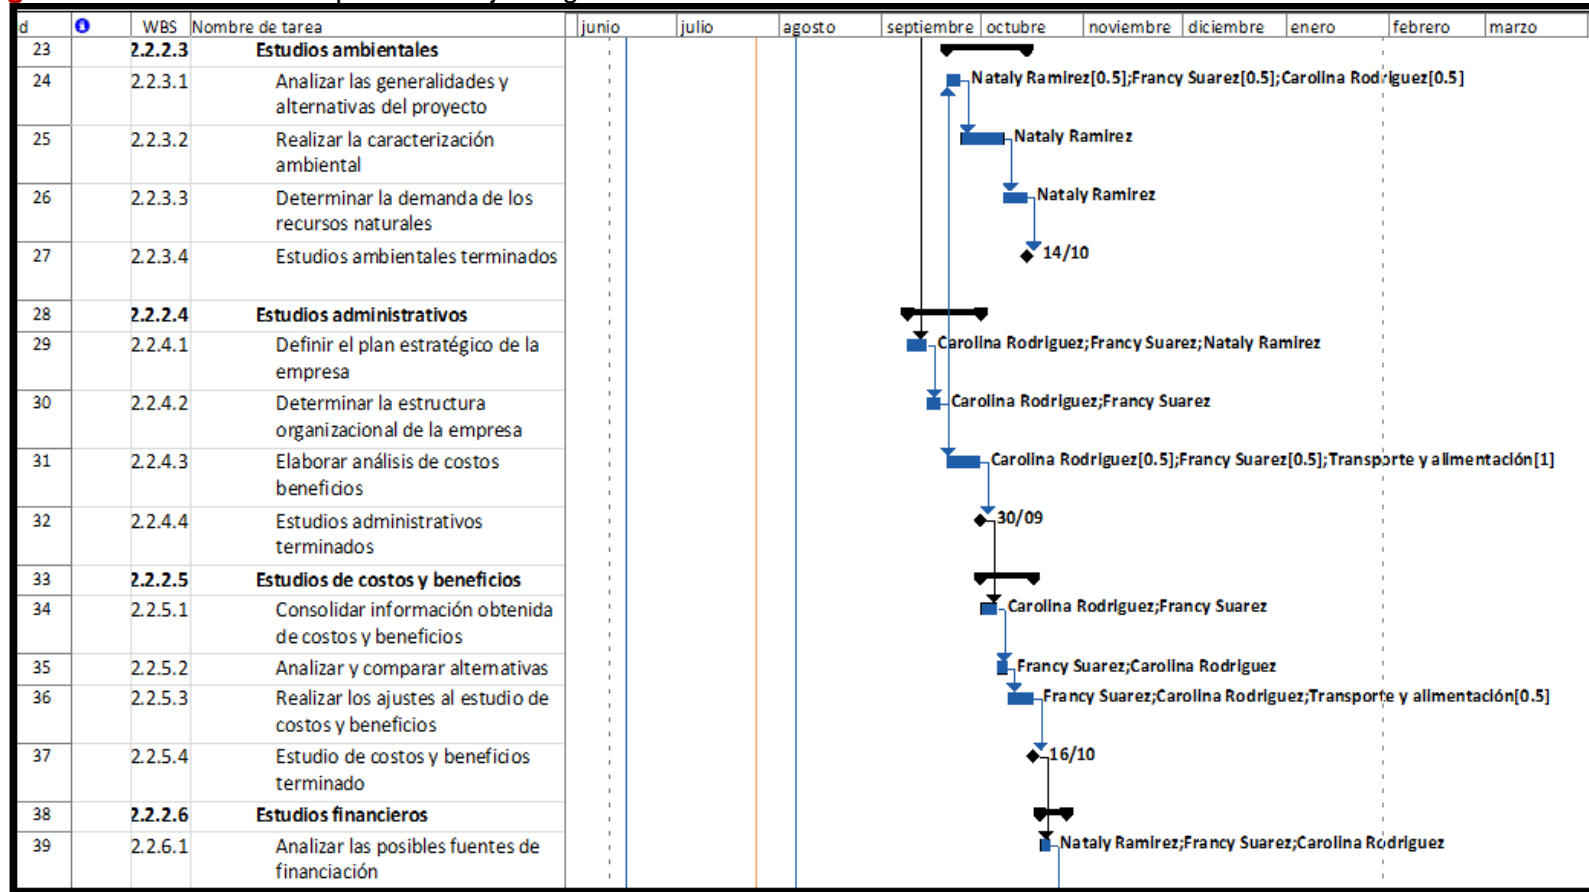 d WBS Nombre de tarea junio julio agosto septiembre octubre noviembre diciembre enero febrero marzo
23 2.2.2.3 Estudios ambientales
24 2.2.3.1 Analizar las generalidades y
alternativas del proyecto
Nataly Ramirez[0.5];Francy Suarez[0.5];Carolina Rodriguez[0.5]
25 2.2.3.2 Realizar la caracterización
ambiental
Nataly Ramirez
26 2.2.3.3 Determinar la demanda de los
recursos naturales
Nataly Ramirez
27 2.2.3.4 Estudios ambientales terminados 14/10
28 2.2.2.4 Estudios administrativos
29 2.2.4.1 Definir el plan estratégico de la
empresa
Carolina Rodriguez;Francy Suarez;Nataly Ramirez
30 2.2.4.2 Determinar la estructura
organizacional de la empresa
Carolina Rodriguez;Francy Suarez
31 2.2.4.3 Elaborar análisis de costos
beneficios
Carolina Rodriguez[0.5];Francy Suarez[0.5];Transporte y alimentación[1]
32 2.2.4.4 Estudios administrativos
terminados
30/09
33 2.2.2.5 Estudios de costos y beneficios
34 2.2.5.1 Consolidar información obtenida
de costos y beneficios
Carolina Rodriguez;Francy Suarez
35 2.2.5.2 Analizar y comparar alternativas Francy Suarez;Carolina Rodriguez
36 2.2.5.3 Realizar los ajustes al estudio de
costos y beneficios
Francy Suarez;Carolina Rodriguez;Transporte y alimentación[0.5]
37 2.2.5.4 Estudio de costos y beneficios
terminado
16/10
38 2.2.2.6 Estudios financieros
39 2.2.6.1 Analizar las posibles fuentes de
financiación
Nataly Ramirez;Francy Suarez;Carolina Rodriguez